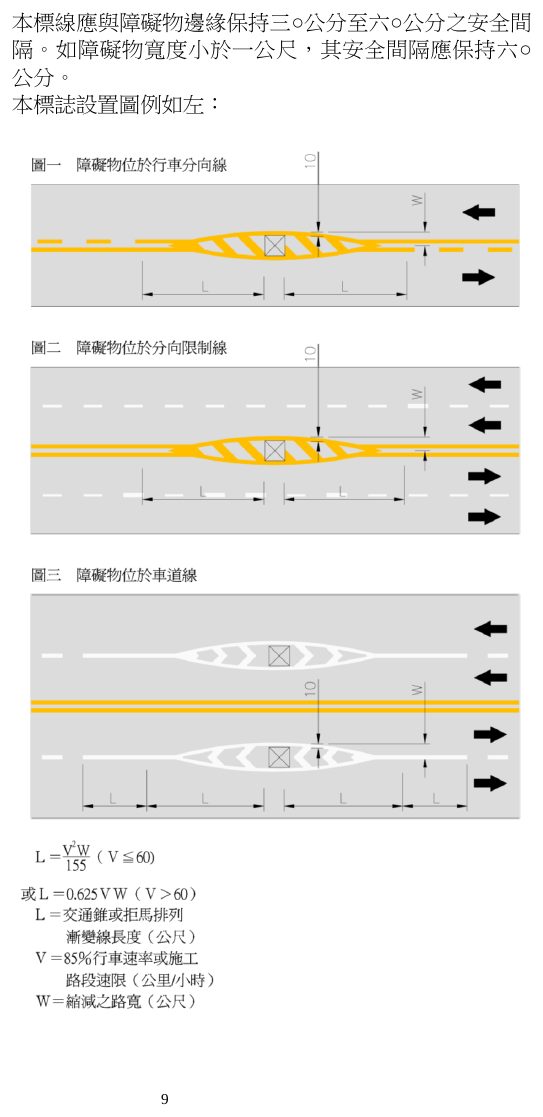 本標線應與障礙物邊緣保持三○公分至六○公分之安全間
隔。如障礙物寬度小於一公尺，其安全間隔應保持六○
公分。
本標誌設置圖例如左：
圖一　障礙物位於行車分向線
10
W
L
L
圖二　障礙物位於分向限制線
10
W
L
L
圖三　障礙物位於車道線
10
W
L
L
L
L
L＝V²W/155（V≦60)
或L＝0.625VW（V＞60）
L＝交通錐或拒馬排列
漸變線長度（公尺）
V＝85％行車速率或施工
路段速限（公里/小時）
W＝縮減之路寬（公尺）
9